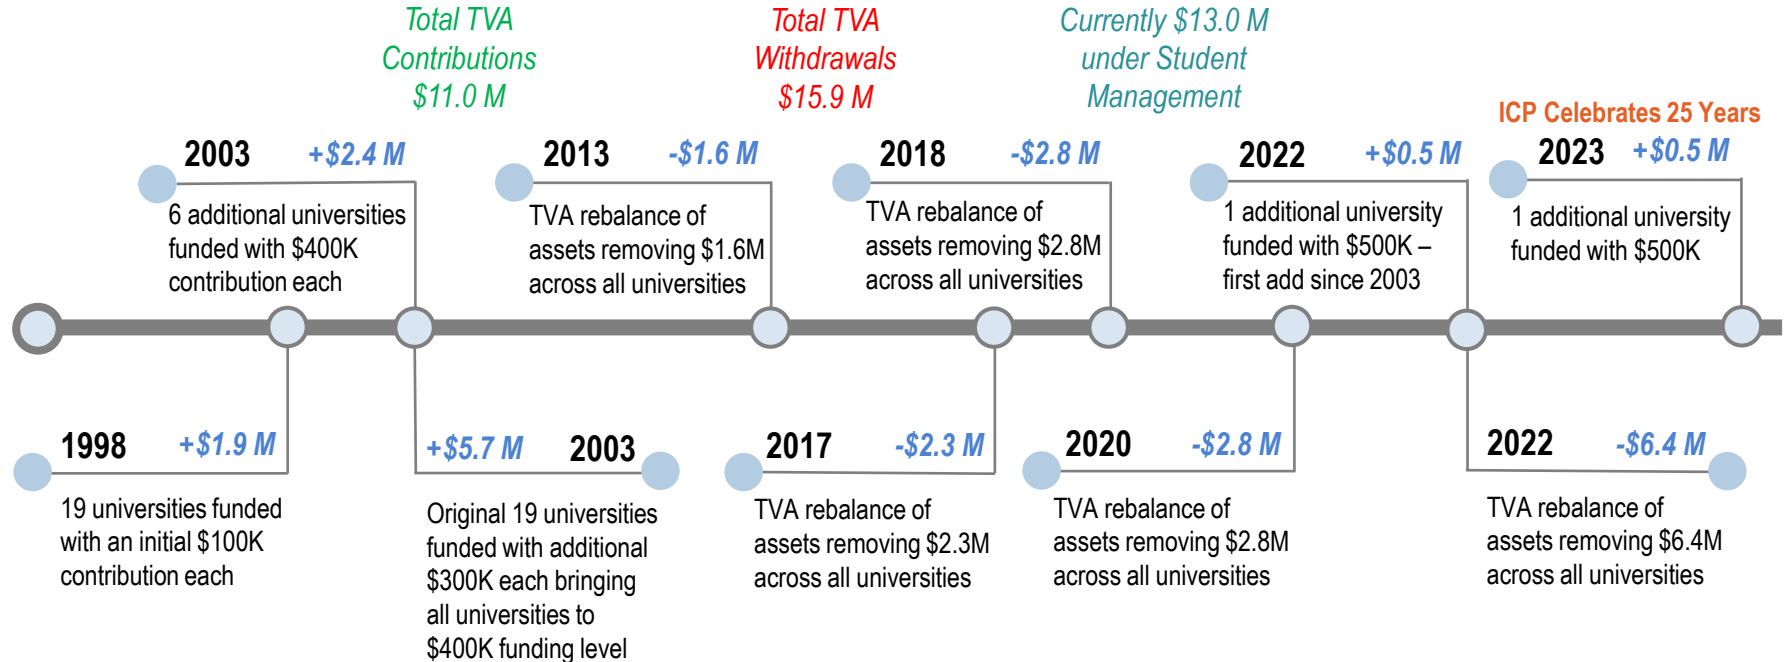 Total TVA
Contributions
$11.0 M
Total TVA
Withdrawals
$15.9 M
Currently $13.0 M
under Student
Management
ICP Celebrates 25 Years
2003 +$2.4 M
6 additional universities
funded with $400K
contribution each
2013 -$1.6 M
TVA rebalance of
assets removing $1.6M
across all universities
2018 -$2.8 M
TVA rebalance of
assets removing $2.8M
across all universities
2022 +$0.5 M
1 additional university
funded with $500K –
first add since 2003
2023 +$0.5 M
1 additional university
funded with $500K
1998 +$1.9 M
19 universities funded
with an initial $100K
contribution each
+$5.7 M 2003
Original 19 universities
funded with additional
$300K each bringing
all universities to
$400K funding level
2017 -$2.3 M
TVA rebalance of
assets removing $2.3M
across all universities
2020 -$2.8 M
TVA rebalance of
assets removing $2.8M
across all universities
2022 -$6.4 M
TVA rebalance of
assets removing $6.4M
across all universities